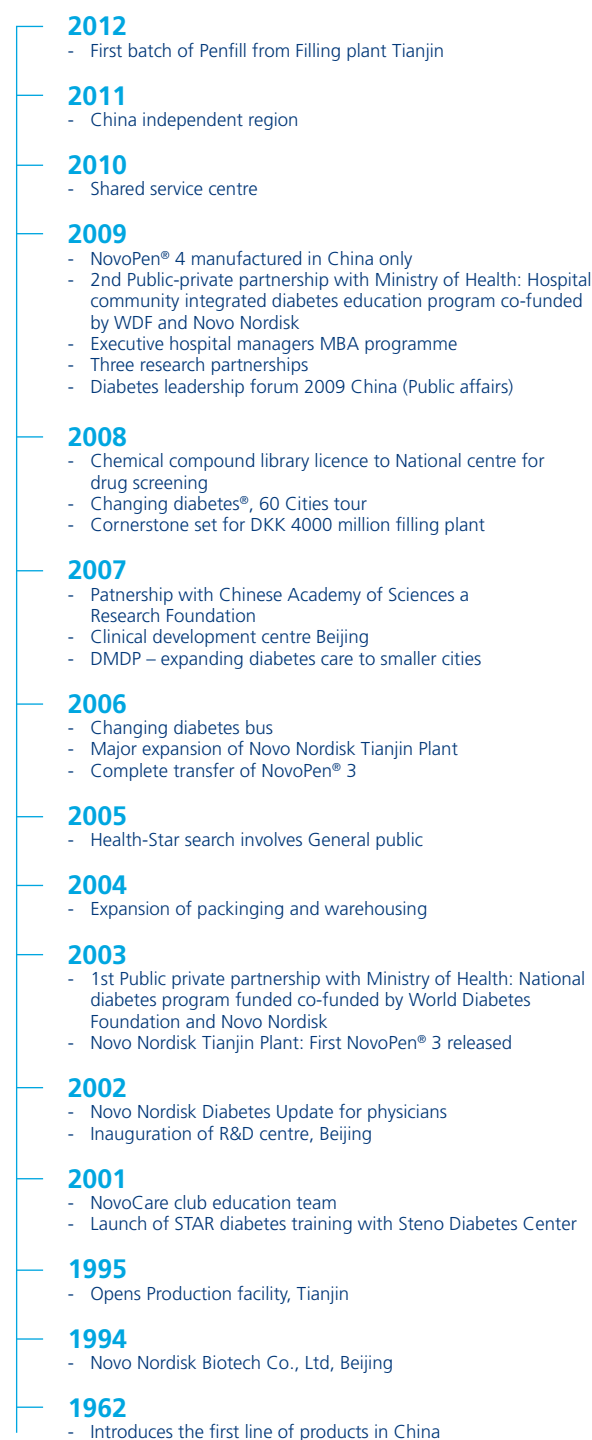 2012
- First batch of Penfill from Filling plant Tianjin
2011
- China independent region
2010
- Shared service centre
2009
- NovoPen® 4 manufactured in China only
- 2nd Public-private partnership with Ministry of Health: Hospital
community integrated diabetes education program co-funded
by WDF and Novo Nordisk
- Executive hospital managers MBA programme
- Three research partnerships
- Diabetes leadership forum 2009 China (Public affairs)
2008
- Chemical compound library licence to National centre for
drug screening
- Changing diabetes®, 60 Cities tour
- Cornerstone set for DKK 4000 million filling plant
2007
- Patnership with Chinese Academy of Sciences a
Research Foundation
- Clinical development centre Beijing
- DMDP – expanding diabetes care to smaller cities
2006
- Changing diabetes bus
- Major expansion of Novo Nordisk Tianjin Plant
- Complete transfer of NovoPen® 3
2005
- Health-Star search involves General public
2004
- Expansion of packinging and warehousing
2003
- 1st Public private partnership with Ministry of Health: National
diabetes program funded co-funded by World Diabetes
Foundation and Novo Nordisk
- Novo Nordisk Tianjin Plant: First NovoPen® 3 released
2002
- Novo Nordisk Diabetes Update for physicians
- Inauguration of R&D centre, Beijing
2001
- NovoCare club education team
- Launch of STAR diabetes training with Steno Diabetes Center
1995
- Opens Production facility, Tianjin
1994
- Novo Nordisk Biotech Co., Ltd, Beijing
1962
- Introduces the first line of products in China